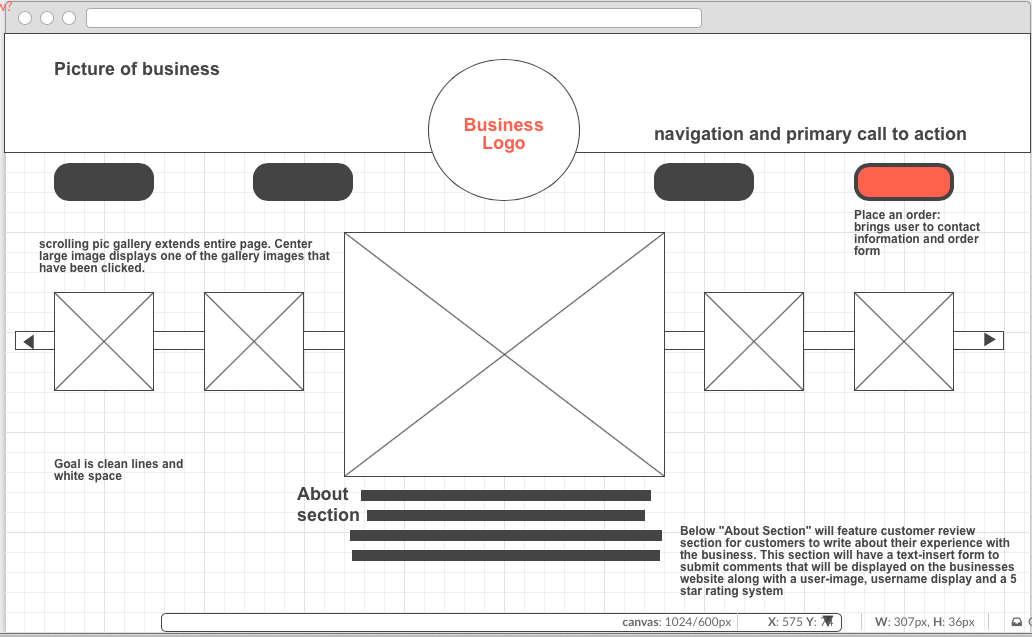 w?
Picture of business
Business
Logo
navigation and primary call to action
Place an order:
brings user to contact
information and order
form
scrolling pic gallery extends entire page. Center
large image displays one of the gallery images that
have been clicked.
Goal is clean lines and
white space
About
section
Below "About Section" will feature customer review
section for customers to write about their experience with
the business. This section will have a text-insert form to
submit comments that will be displayed on the businesses
website along with a user-image, username display and a 5
star rating system
canvas: 1024/600px X: 575 Y: W: 307px, H: 36px